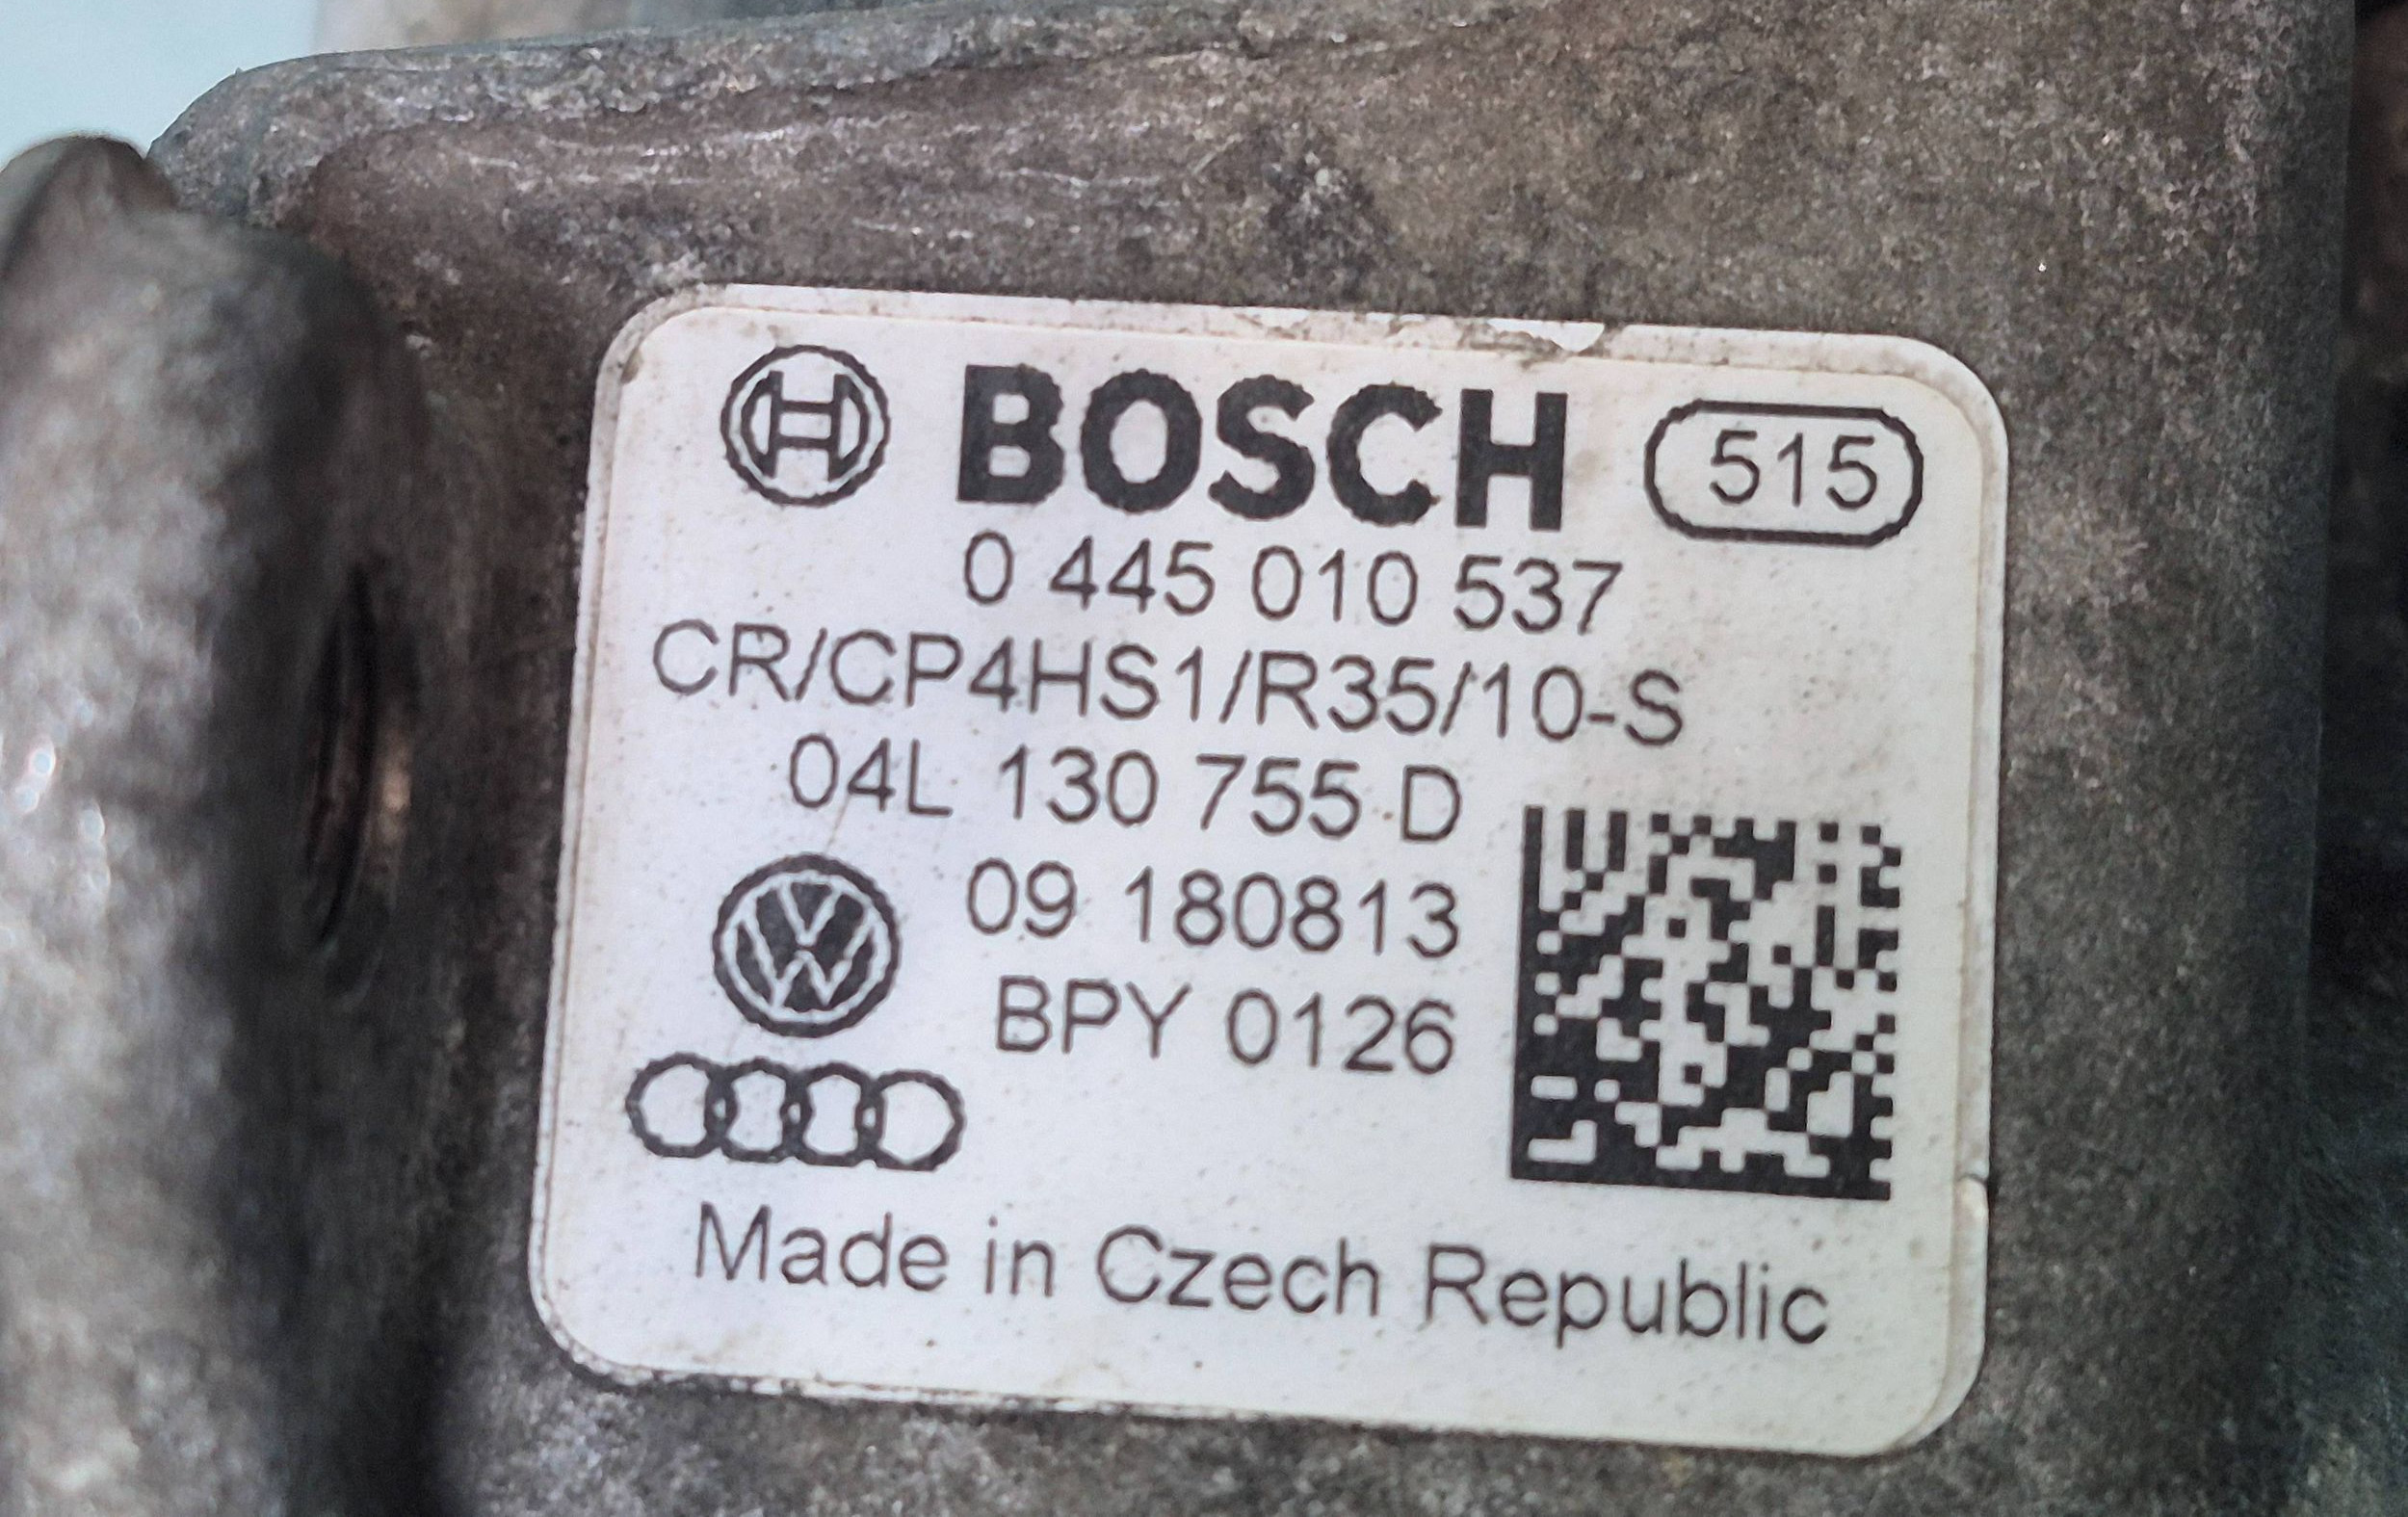 BOSCH 515
0 445 010 537
CR/CP4HS1/R35/10-S
04L 130 755 D
09 180813
BPY 0126
Made in Czech Republic